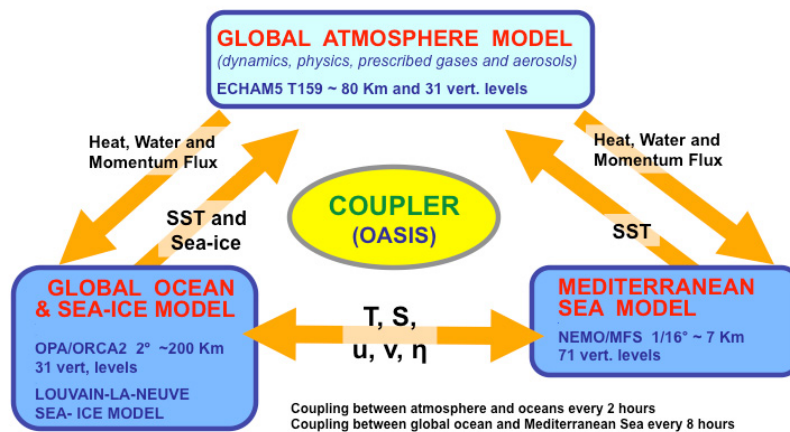 GLOBAL ATMOSPHERE MODEL
(dynamics, physics, prescribed gases and aerosols)
ECHAM5 T159 ~ 80 Km and 31 vert. levels
Heat, Water and
Momentum Flux
Heat, Water and
Momentum Flux
SST and
Sea-ice
COUPLER
(OASIS)
SST
GLOBAL OCEAN
& SEA-ICE MODEL
OPA/ORCA2 2º ~200 Km
31 vert, levels
LOUVAIN-LA-NEUVE
SEA- ICE MODEL
T, S,
u, v, η
MEDITERRANEAN
SEA MODEL
NEMO/MFS 1/16° ~ 7 Km
71 vert. levels
Coupling between atmosphere and oceans every 2 hours
Coupling between global ocean and Mediterranean Sea every 8 hours